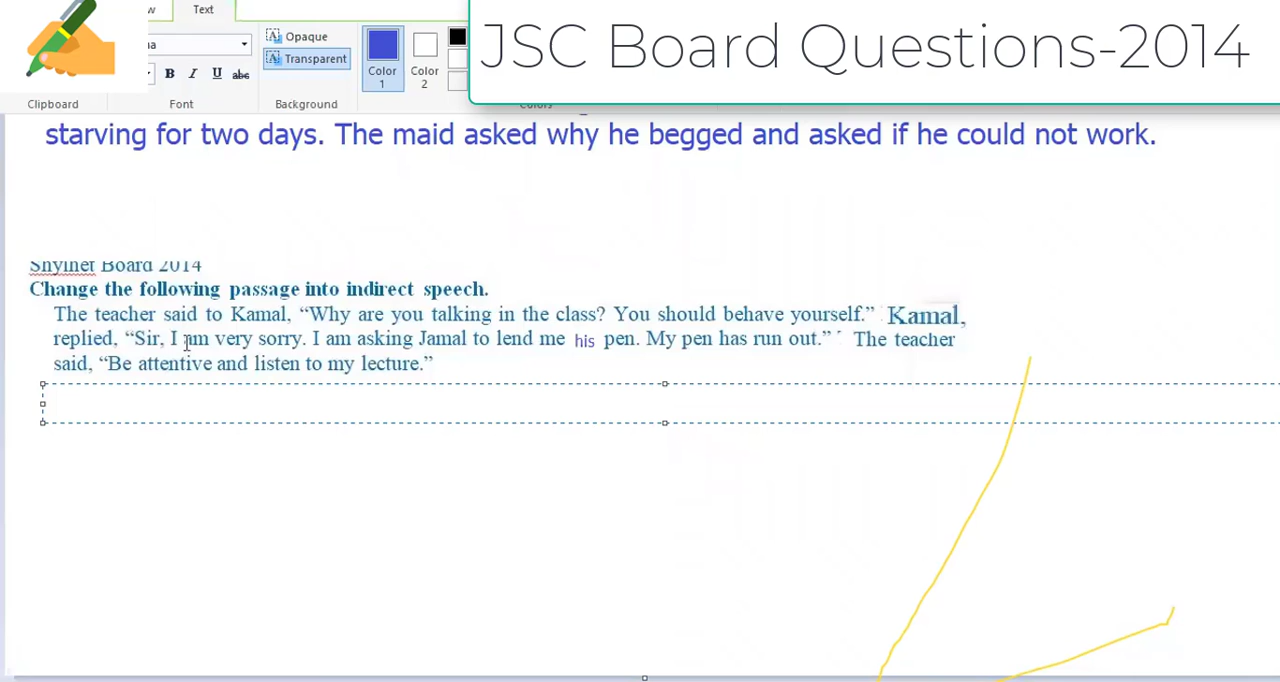 w Text
JSC Board Questions-2014
a
Opaque
B I U abc
Transparent
Color
1
Color
2
Clipboard Font Background Colors
starving for two days. The maid asked why he begged and asked if he could not work.
Shylhet Board 2014
Change the following passage into indirect speech.
The teacher said to Kamal, “Why are you talking in the class? You should behave yourself.” Kamal,
replied, “Sir, I am very sorry. I am asking Jamal to lend me his pen. My pen has run out.” The teacher
said, “Be attentive and listen to my lecture.”